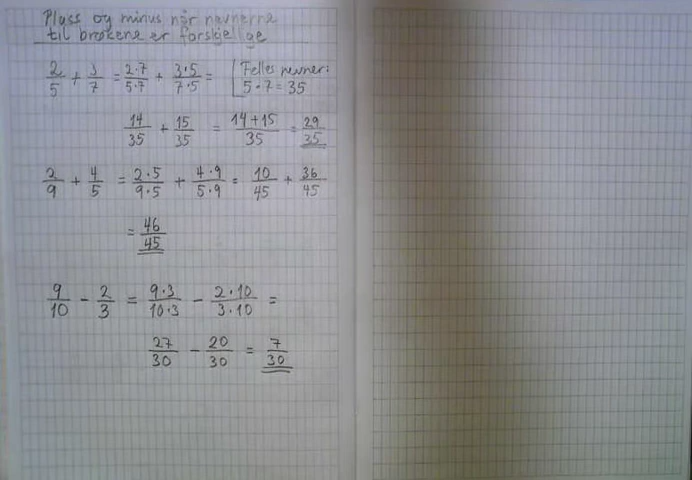 Pluss og minus når nevnerne
til brøkene er forskjellige
2/5 + 3/7 = 2·7/5·7 + 3·5/7·5 = Felles nevner:
5·7 = 35
14/35 + 15/35 = 14+15/35 = 29/35
2/9 + 4/5 = 2·5/9·5 + 4·9/5·9 = 10/45 + 36/45
= 46/45
9/10 - 2/3 = 9·3/10·3 - 2·10/3·10 =
27/30 - 20/30 = 7/30